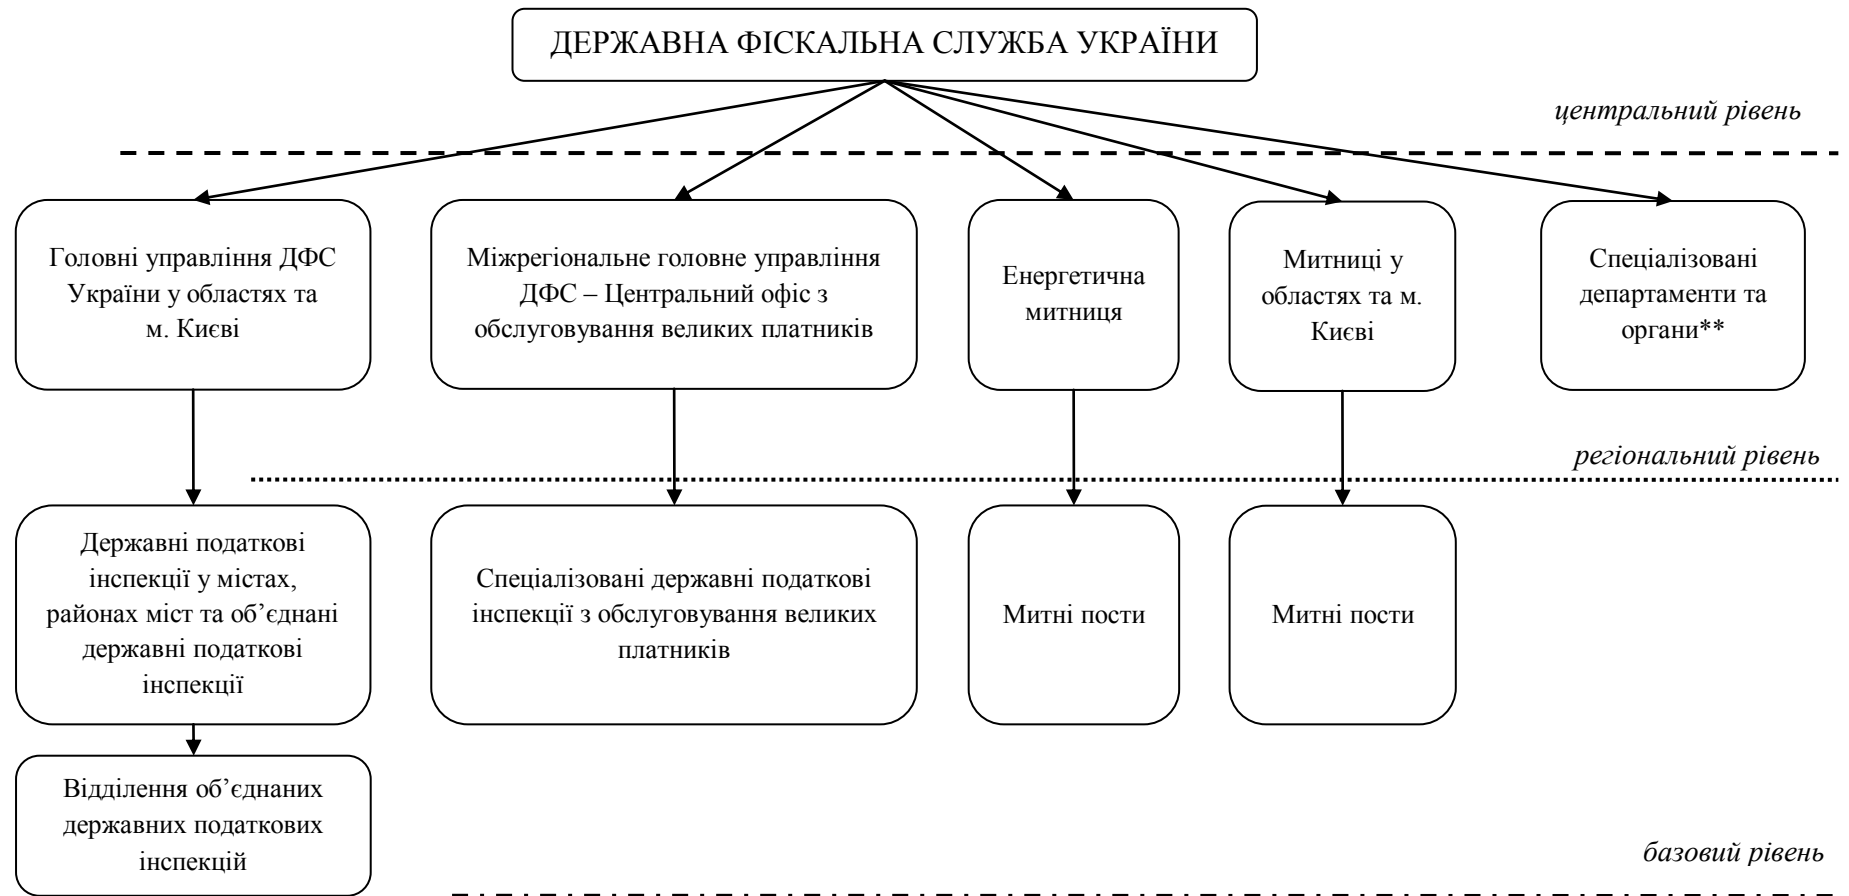 ДЕРЖАВНА ФІСКАЛЬНА СЛУЖБА УКРАЇНИ
центральний рівень
Головні управління ДФС
України у областях та
м. Києві
Міжрегіональне головне управління
ДФС – Центральний офіс з
обслуговування великих платників
Енергетична
митниця
Митниці у
областях та м.
Києві
Спеціалізовані
департаменти та
органи**
регіональний рівень
Державні податкові
інспекції у містах,
районах міст та об’єднані
державні податкові
інспекції
Спеціалізовані державні податкові
інспекції з обслуговування великих
платників
Митні пости
Митні пости
Відділення об’єднаних
державних податкових
інспекцій
базовий рівень